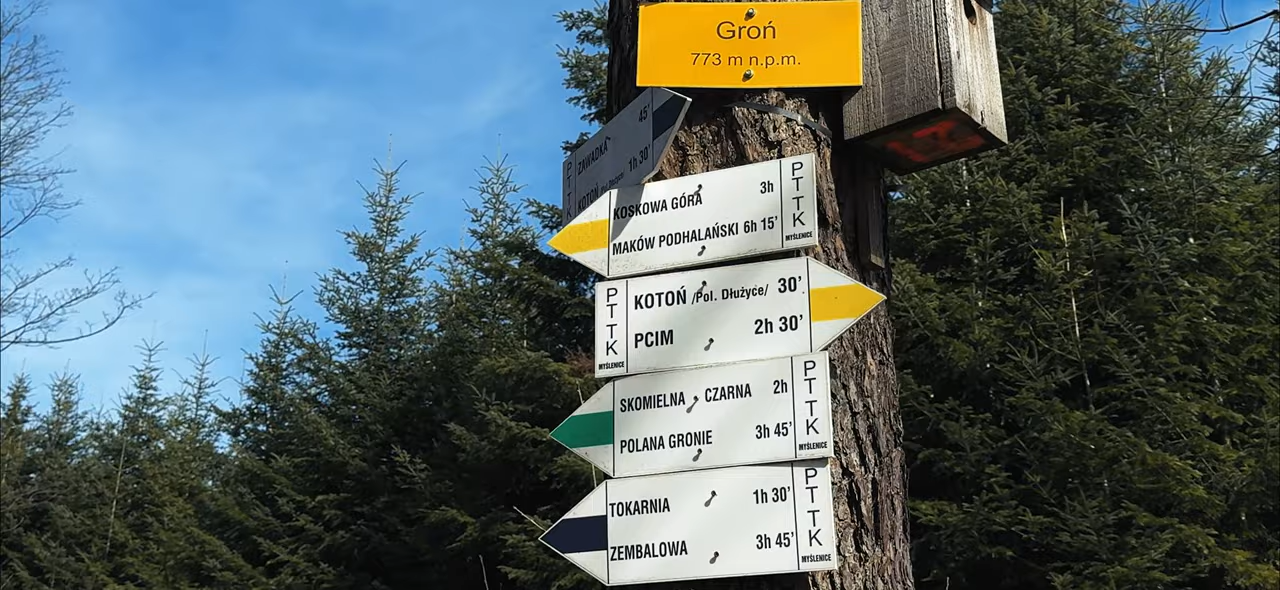 Groń
773 m n.p.m.
45'
ZAWADKA
1h 30'
KOTOŃ /Pol. Dłużyce/
PTTK
KOSKOWA GÓRA 3h
MAKÓW PODHALAŃSKI 6h 15'
PTTK
MYŚLENICE
KOTOŃ /Pol. Dłużyce/ 30'
PCIM 2h 30'
PTTK
MYŚLENICE
SKOMIELNA CZARNA 2h
POLANA GRONIE 3h 45'
PTTK
MYŚLENICE
TOKARNIA 1h 30'
ZEMBALOWA 3h 45'
PTTK
MYŚLENICE